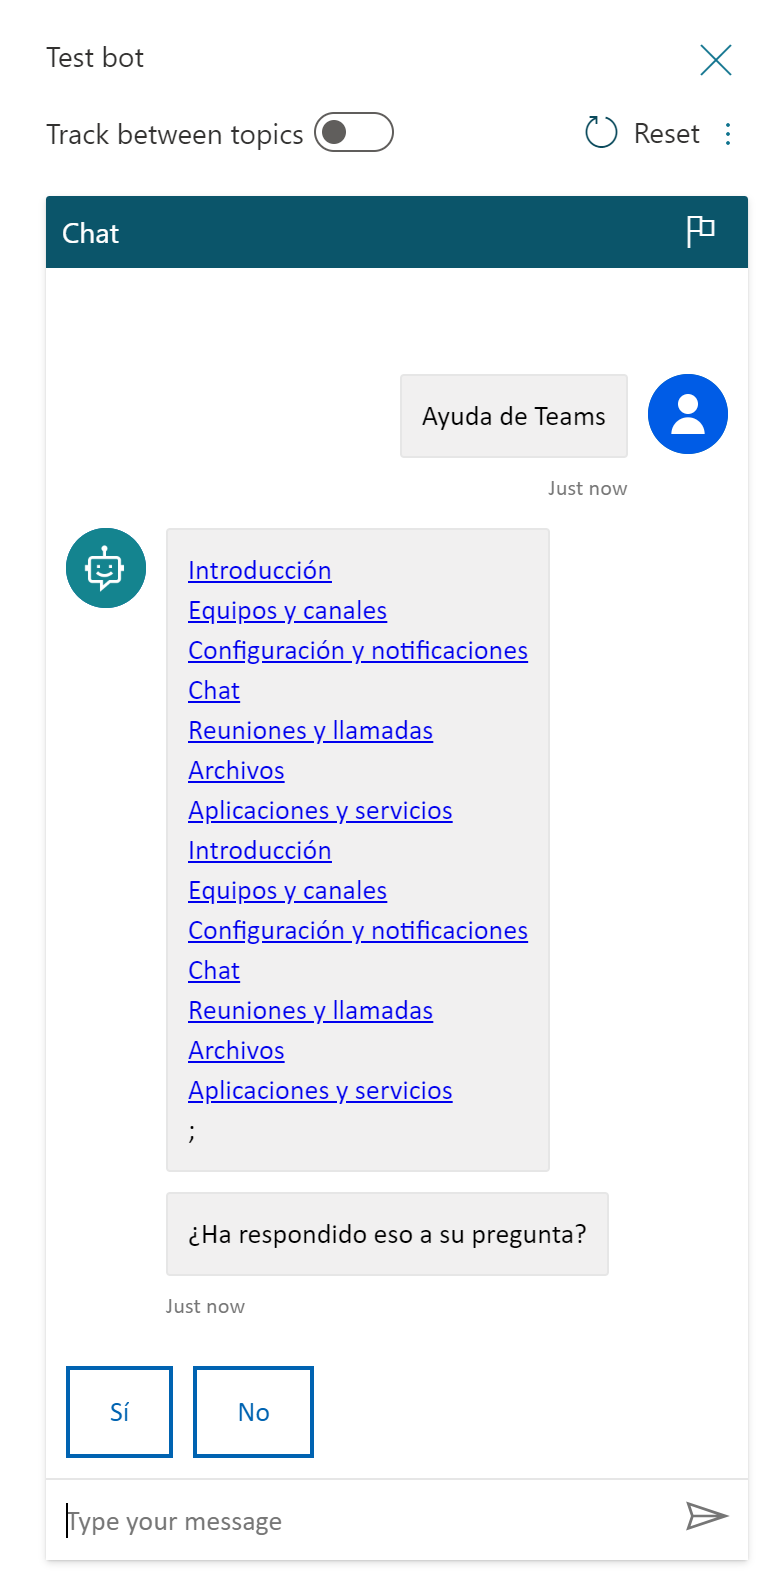 Test bot
Track between topics
Reset
Chat
Ayuda de Teams
Just now
Introducción
Equipos y canales
Configuración y notificaciones
Chat
Reuniones y llamadas
Archivos
Aplicaciones y servicios
Introducción
Equipos y canales
Configuración y notificaciones
Chat
Reuniones y llamadas
Archivos
Aplicaciones y servicios
;
¿Ha respondido eso a su pregunta?
Just now
Sí
No
Type your message